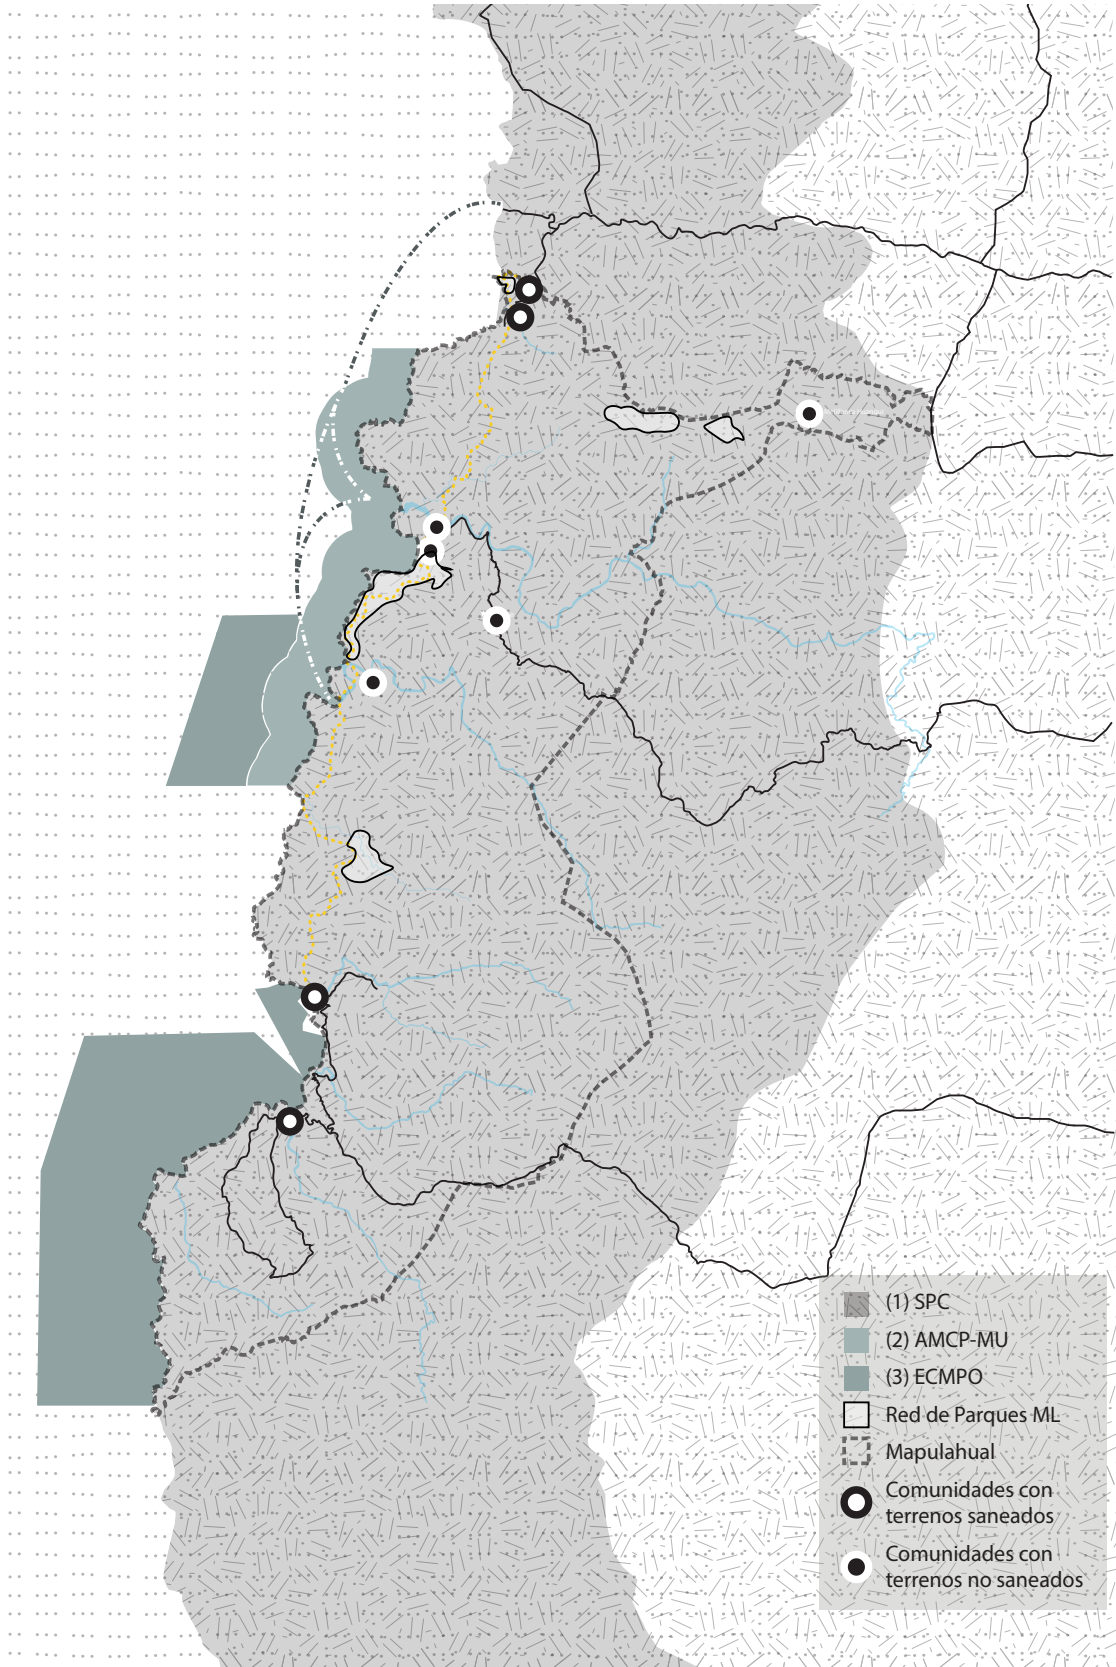 (1) SPC
(2) AMCP-MU
(3) ECMPO
Red de Parques ML
Mapulahual
Comunidades con
terrenos saneados
Comunidades con
terrenos no saneados